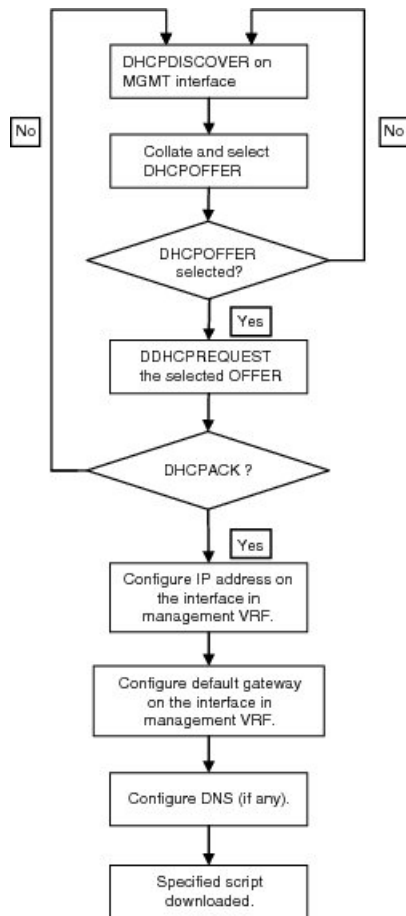 DHCPDISCOVER on
MGMT interface
No
No
Collate and select
DHCPOFFER
DHCPOFFER
selected?
Yes
DDHCPREQUEST
the selected OFFER
DHCPACK ?
Yes
Configure IP address on
the interface in
management VRF.
Configure default gateway
on the interface in
management VRF.
Configure DNS (if any).
Specified script
downloaded.